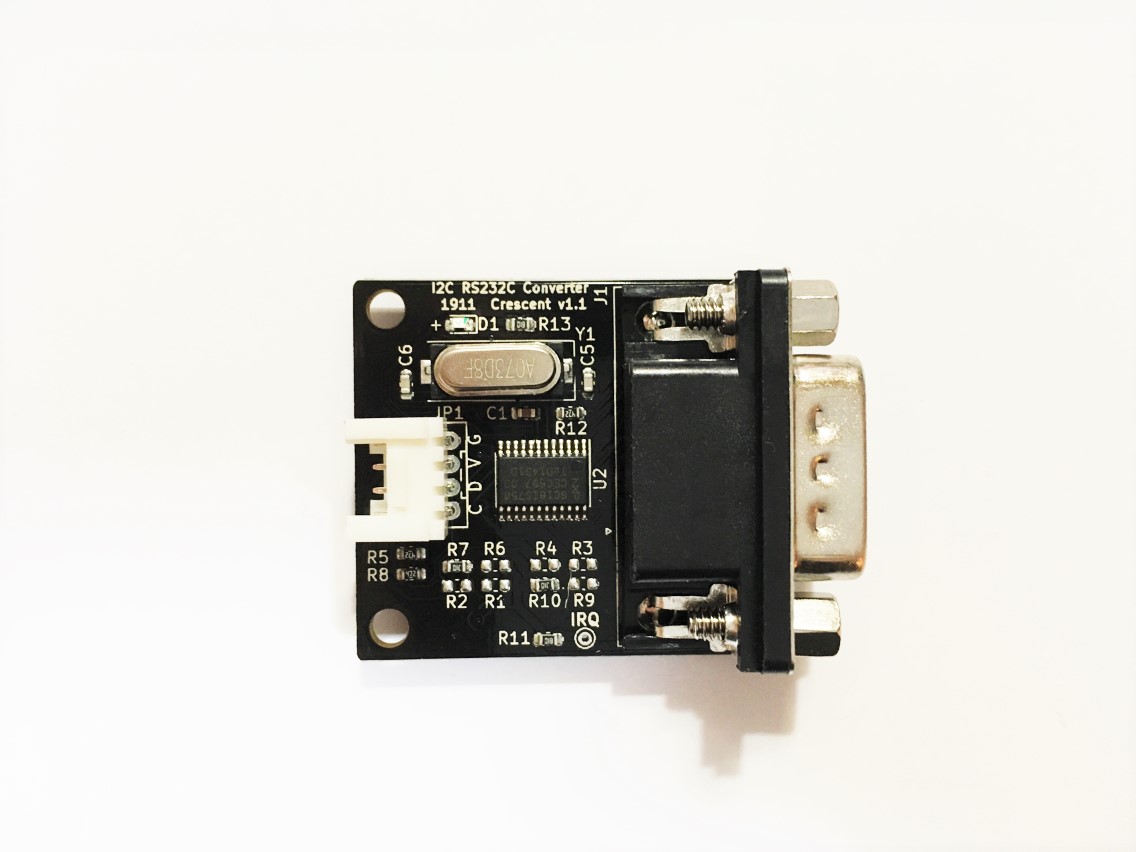 I2C RS232C Converter
1911 Crescent v1.1
J1
+ D1 R13
Y1
C6
C5
A073D8F
JP1
C1
R12
G
V
D
C
U2
R5
R8
R7 R6 R4 R3
R2 R1 R10 R9
IRQ
R11